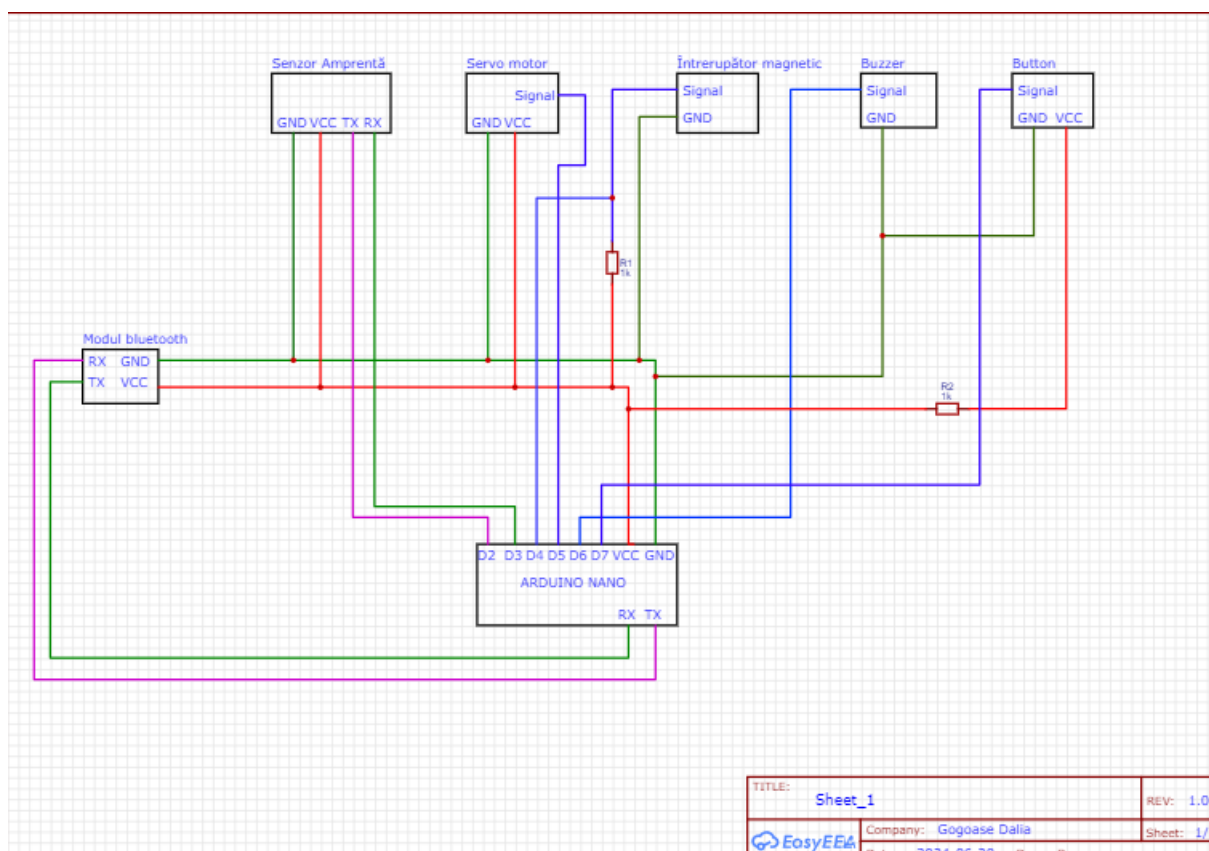 Senzor Amprentă
GND VCC TX RX
Servo motor
Signal
GND VCC
Întrerupător magnetic
Signal
GND
Buzzer
Signal
GND
Button
Signal
GND VCC
R1
1k
Modul bluetooth
RX GND
TX VCC
R2
1k
D2 D3 D4 D5 D6 D7 VCC GND
ARDUINO NANO
RX TX
TITLE:
Sheet_1
REV: 1.0
Company: Gogoase Dalia
Sheet: 1/